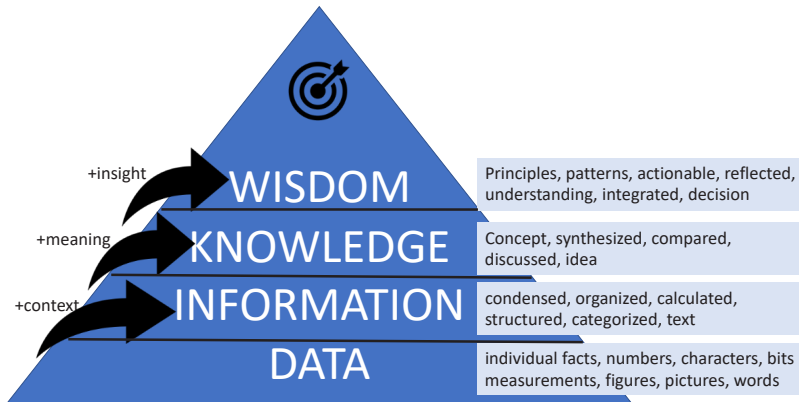 +insight
WISDOM
Principles, patterns, actionable, reflected,
understanding, integrated, decision
+meaning
KNOWLEDGE
Concept, synthesized, compared,
discussed, idea
+context
INFORMATION
condensed, organized, calculated,
structured, categorized, text
DATA
individual facts, numbers, characters, bits
measurements, figures, pictures, words